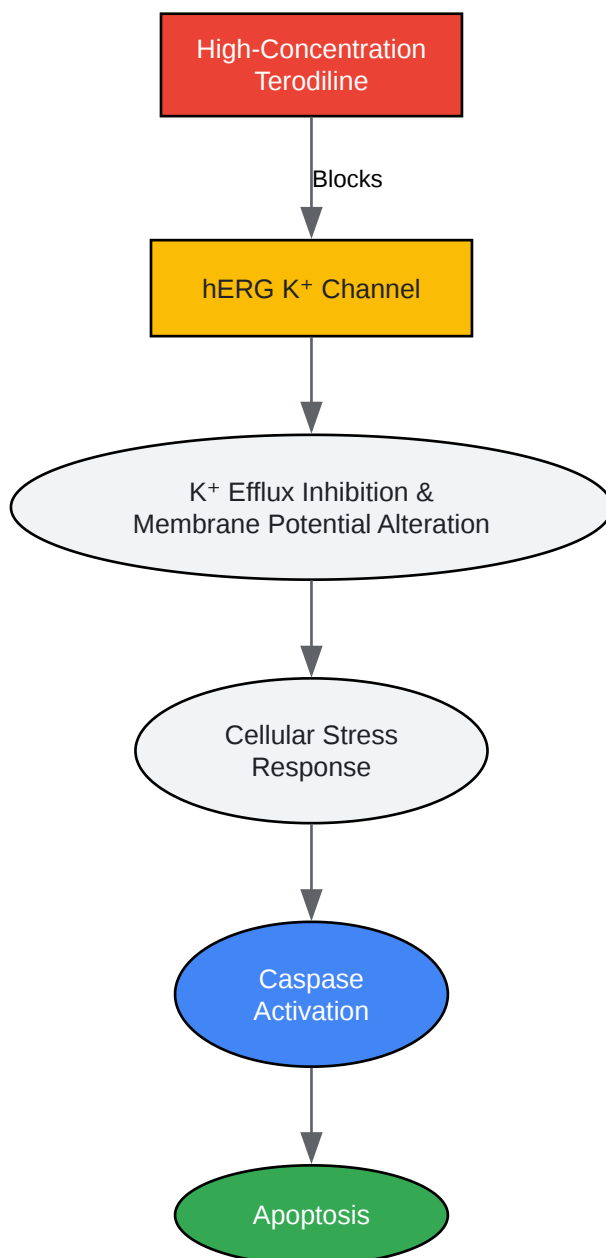 High-Concentration
Terodiline
Blocks
hERG K⁺ Channel
K⁺ Efflux Inhibition &
Membrane Potential Alteration
Cellular Stress
Response
Caspase
Activation
Apoptosis